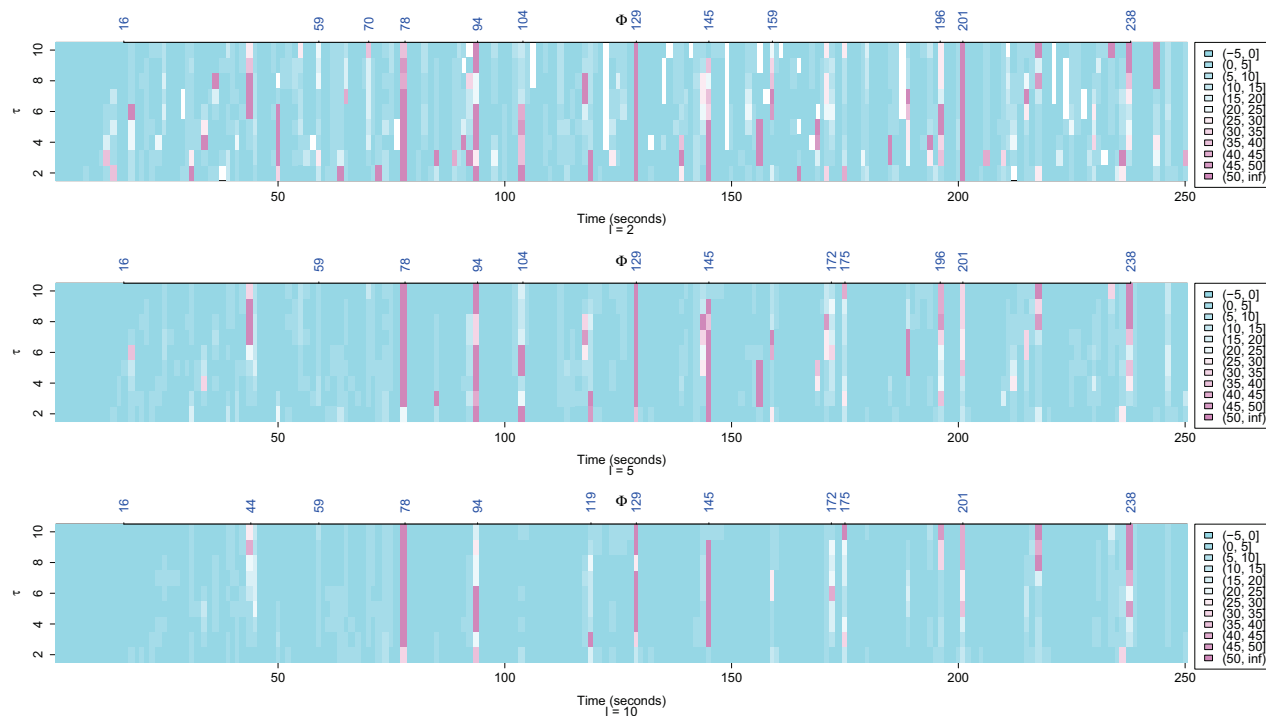 Φ
16 59 70 78 94 104 129 145 159 196 201 238
10
8
6
4
2
τ
50 100 150 200 250
Time (seconds)
l = 2
(−5, 0]
(0, 5]
(5, 10]
(10, 15]
(15, 20]
(20, 25]
(25, 30]
(30, 35]
(35, 40]
(40, 45]
(45, 50]
(50, inf)
Φ
16 59 78 94 104 129 145 172 175 196 201 238
10
8
6
4
2
τ
50 100 150 200 250
Time (seconds)
l = 5
(−5, 0]
(0, 5]
(5, 10]
(10, 15]
(15, 20]
(20, 25]
(25, 30]
(30, 35]
(35, 40]
(40, 45]
(45, 50]
(50, inf)
Φ
16 44 59 78 94 119 129 145 172 175 201 238
10
8
6
4
2
τ
50 100 150 200 250
Time (seconds)
l = 10
(−5, 0]
(0, 5]
(5, 10]
(10, 15]
(15, 20]
(20, 25]
(25, 30]
(30, 35]
(35, 40]
(40, 45]
(45, 50]
(50, inf)